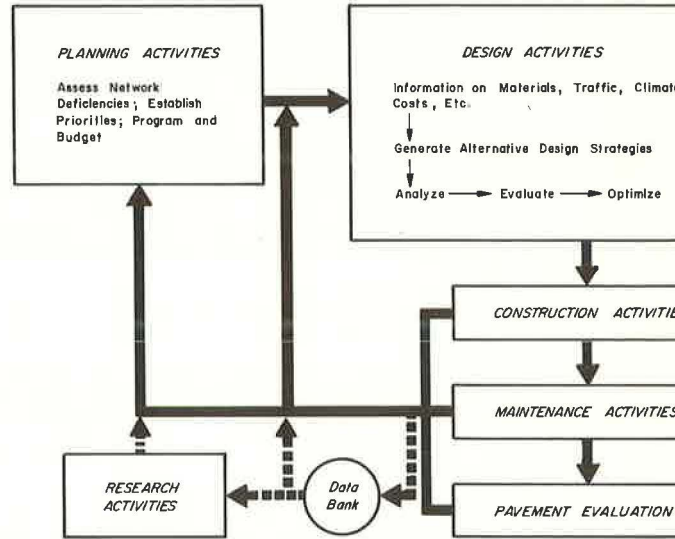 PLANNING ACTIVITIES
Assess Network
Deficiencies; Establish
Priorities; Program and
Budget
DESIGN ACTIVITIES
Information on Materials, Traffic, Climate
Costs, Etc.
Generate Alternative Design Strategies
Analyze
Evaluate
Optimize
CONSTRUCTION ACTIVITIE
MAINTENANCE ACTIVITIES
PAVEMENT EVALUATION
RESEARCH
ACTIVITIES
Data
Bank